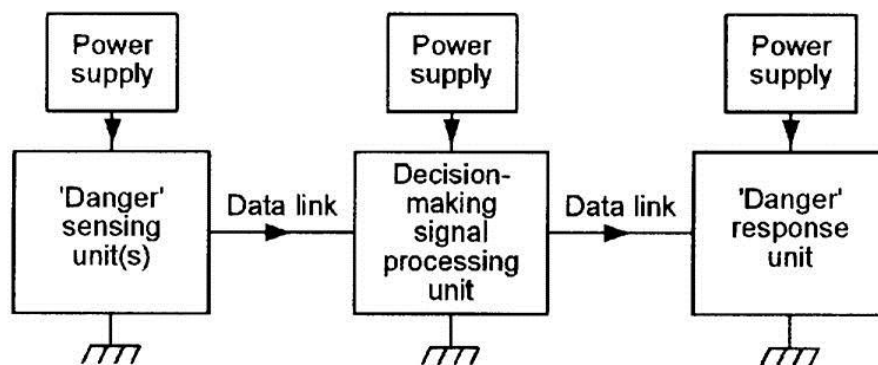 Power
supply
Power
supply
Power
supply
'Danger'
sensing
unit(s)
Data link
Decision-
making
signal
processing
unit
Data link
'Danger'
response
unit